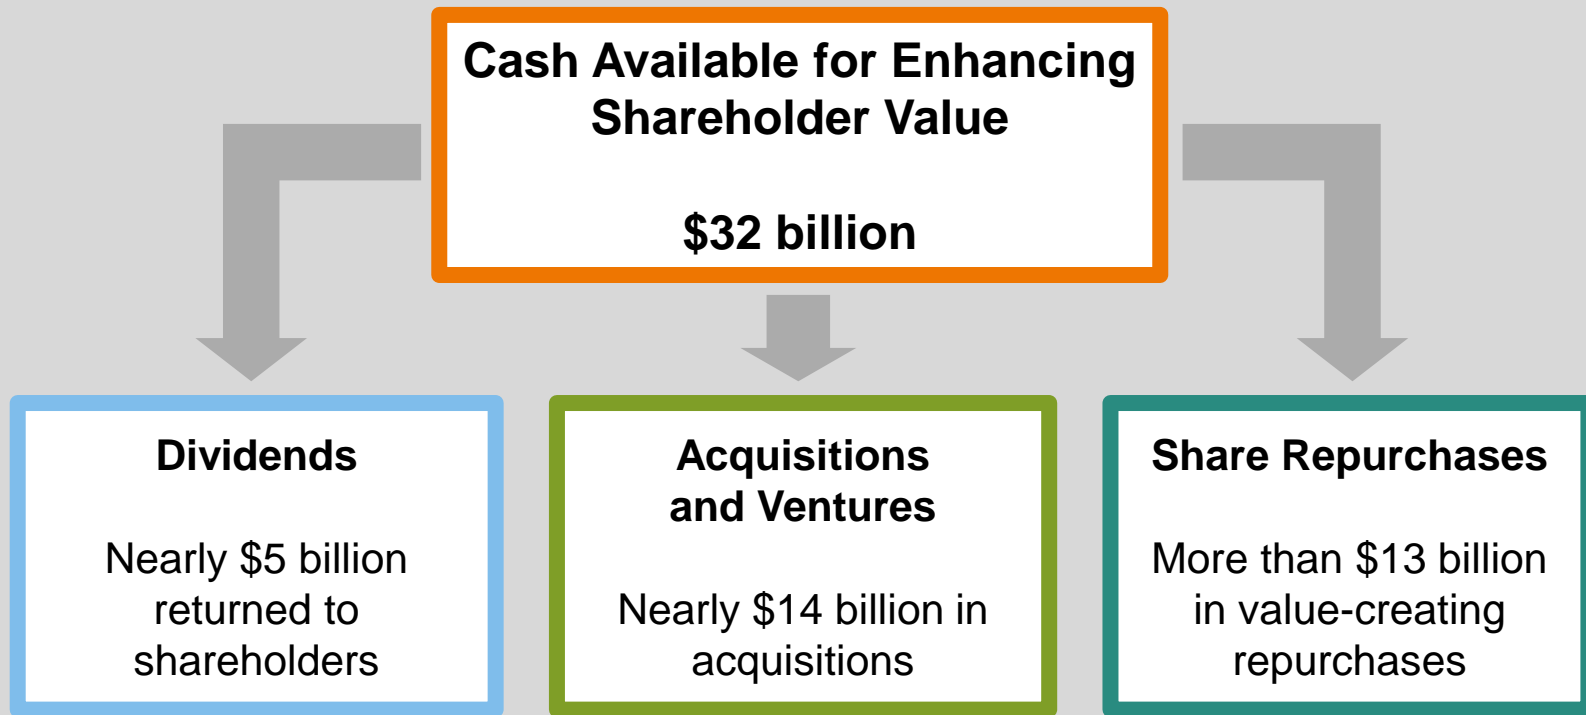 Cash Available for Enhancing
Shareholder Value
$32 billion
Dividends
Nearly $5 billion
returned to
shareholders
Acquisitions
and Ventures
Nearly $14 billion in
acquisitions
Share Repurchases
More than $13 billion
in value-creating
repurchases